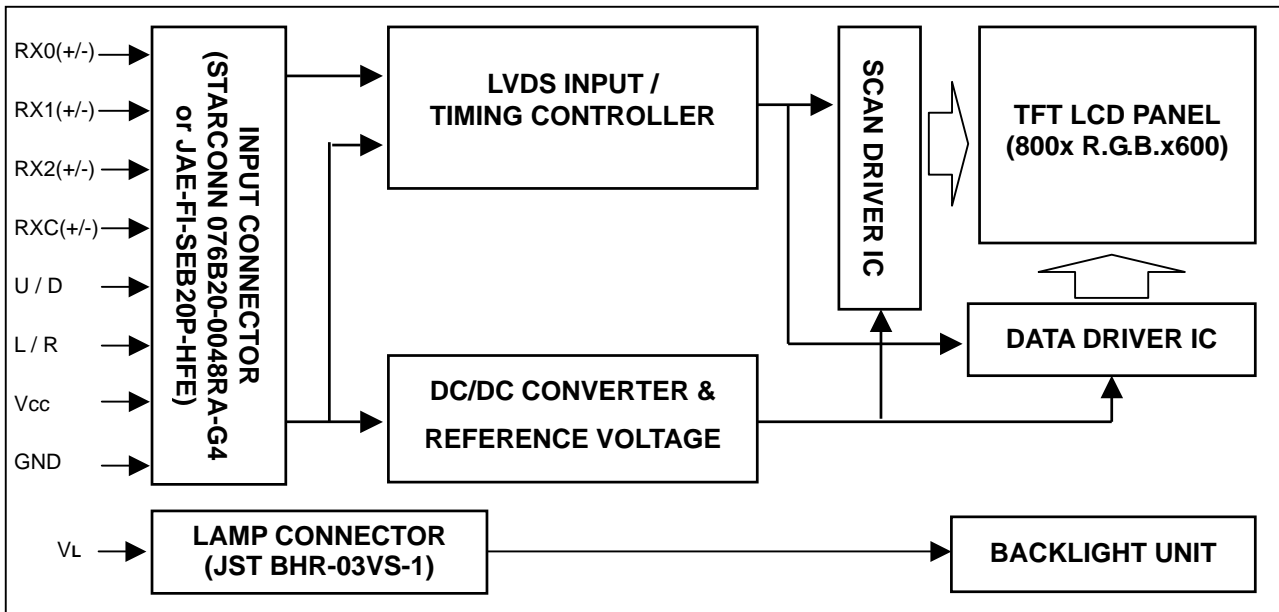 RX0(+/-)
RX1(+/-)
RX2(+/-)
RXC(+/-)
U / D
L / R
Vcc
GND
VL
INPUT CONNECTOR
(STARCONN 076B20-0048RA-G4
or JAE-FI-SEB20P-HFE)
LVDS INPUT /
TIMING CONTROLLER
SCAN DRIVER IC
TFT LCD PANEL
(800x R.G.B.x600)
DATA DRIVER IC
DC/DC CONVERTER &
REFERENCE VOLTAGE
LAMP CONNECTOR
(JST BHR-03VS-1)
BACKLIGHT UNIT